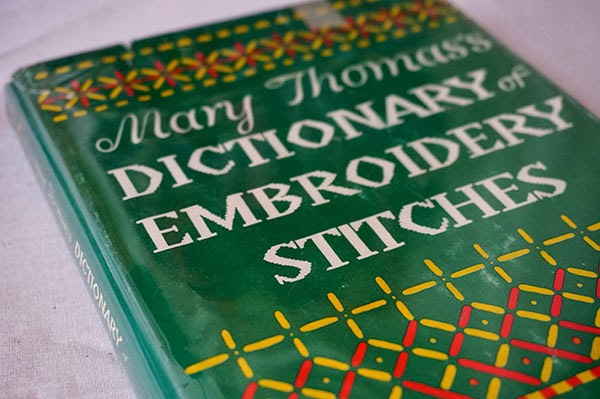 Mary Thomas's
DICTIONARY of
EMBROIDERY
STITCHES
DICTIONARY